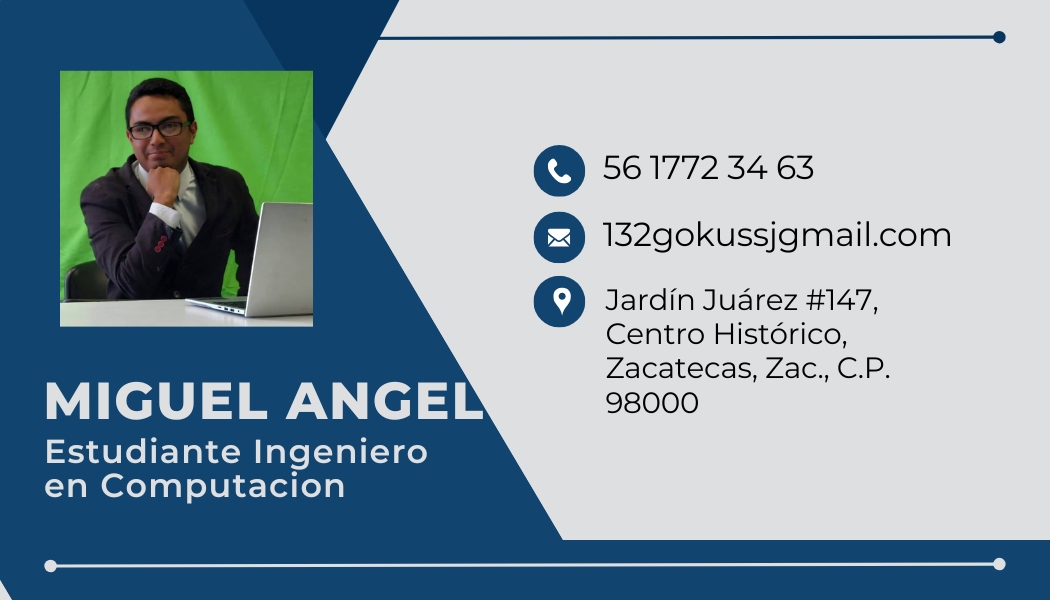 MIGUEL ANGEL
Estudiante Ingeniero
en Computacion
56 1772 34 63
132gokussjgmail.com
Jardín Juárez #147,
Centro Histórico,
Zacatecas, Zac., C.P.
98000